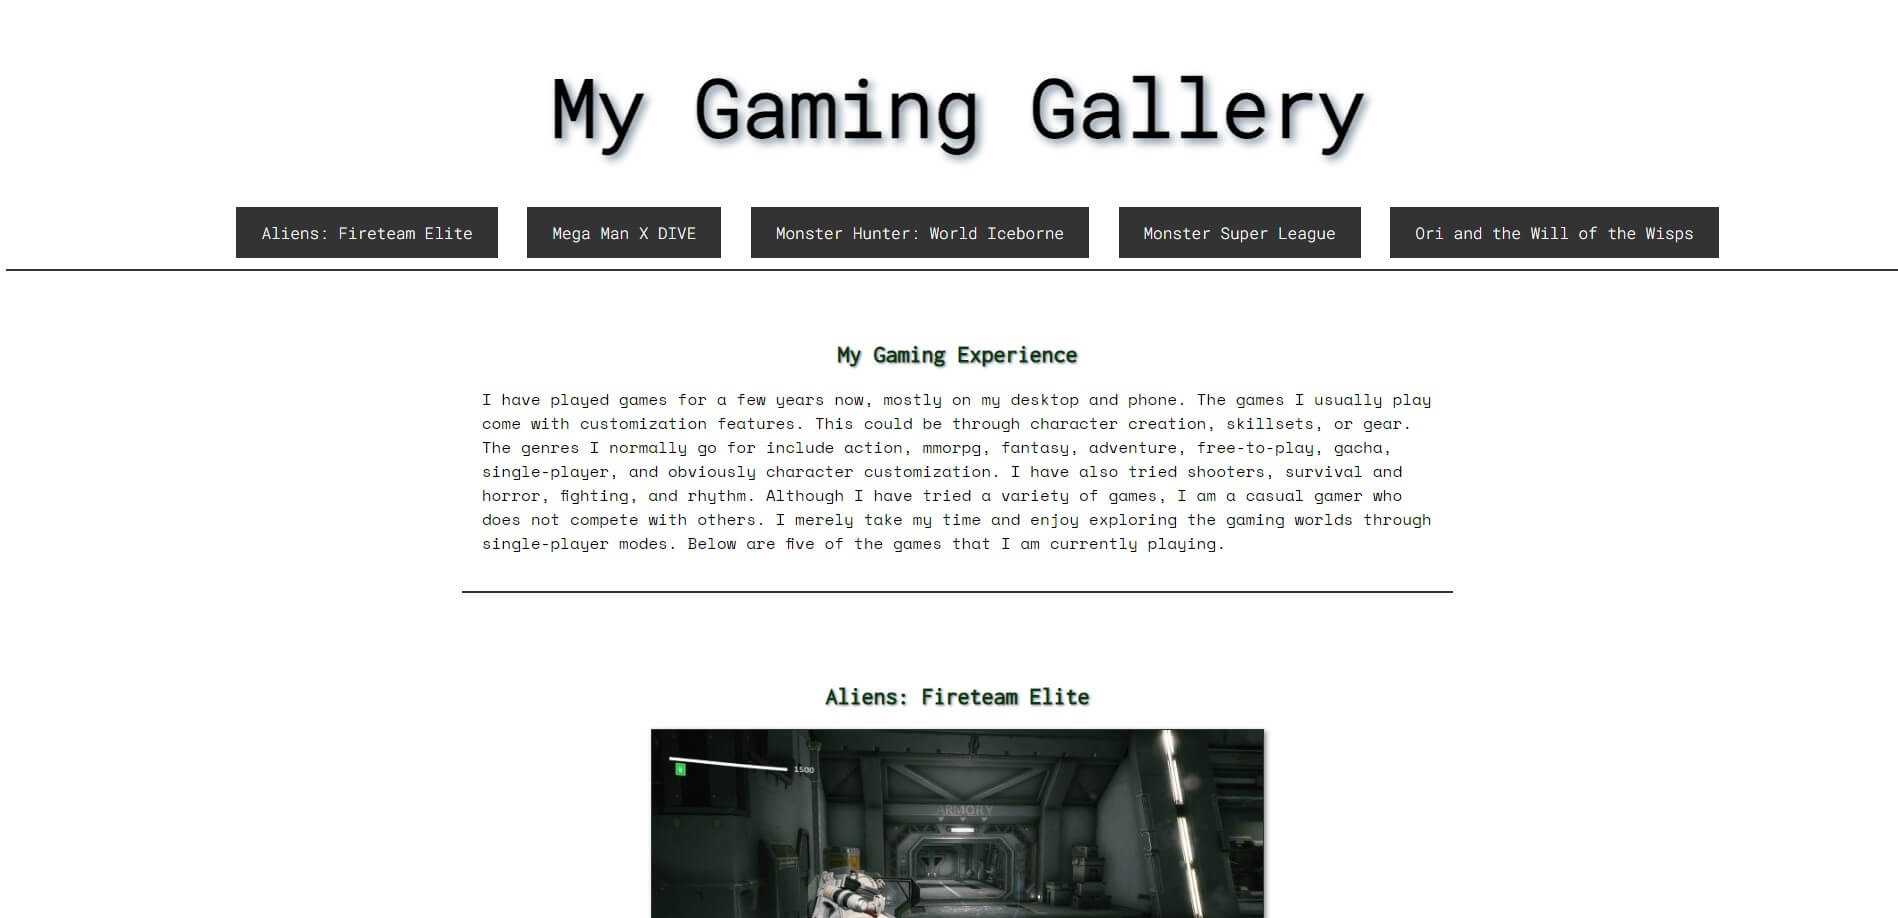 My Gaming Gallery
Aliens: Fireteam Elite
Mega Man X DIVE
Monster Hunter: World Iceborne
Monster Super League
Ori and the Will of the Wisps
My Gaming Experience
I have played games for a few years now, mostly on my desktop and phone. The games I usually play
come with customization features. This could be through character creation, skillsets, or gear.
The genres I normally go for include action, mmorpg, fantasy, adventure, free-to-play, gacha,
single-player, and obviously character customization. I have also tried shooters, survival and
horror, fighting, and rhythm. Although I have tried a variety of games, I am a casual gamer who
does not compete with others. I merely take my time and enjoy exploring the gaming worlds through
single-player modes. Below are five of the games that I am currently playing.
Aliens: Fireteam Elite
1500
ARMORY